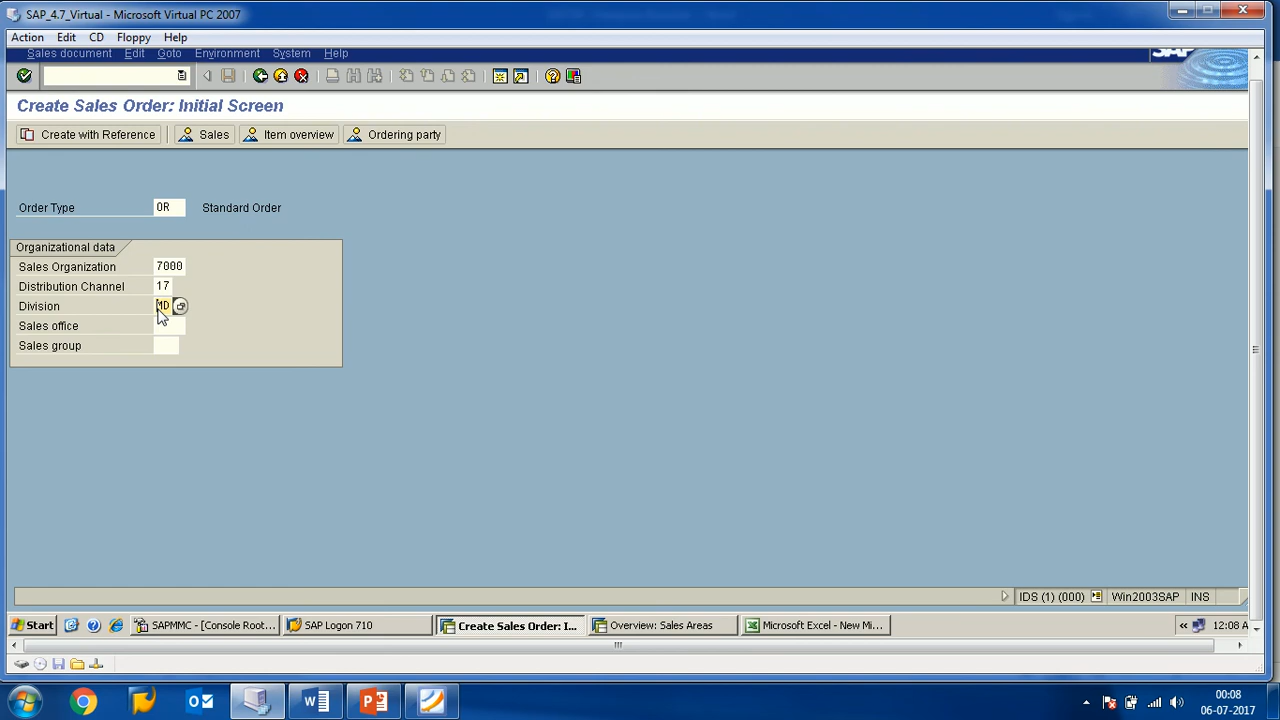 SAP_4.7_Virtual - Microsoft Virtual PC 2007
Action Edit CD Floppy Help
Sales document Edit Goto Environment System Help
SAP
Create Sales Order: Initial Screen
Create with Reference Sales Item overview Ordering party
Order Type OR Standard Order
Organizational data
Sales Organization 7000
Distribution Channel 17
Division MD
Sales office
Sales group
IDS (1) (000) Win2003SAP INS
Start SAPMMC - [Console Root... SAP Logon 710 Create Sales Order: I... Overview: Sales Areas Microsoft Excel - New Mi... « 12:08 A
00:08
06-07-2017